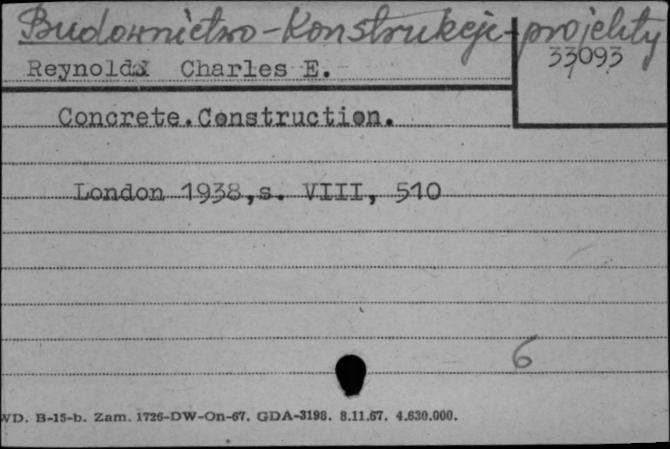 Budownictwo-Konstrukcje-projekty
33093
Reynolds Charles E.
Concrete.Construction.
London 1938,s. VIII, 510
6
WD. B-15-b. Zam. 1726-DW-On-67. GDA-3198. 8.11.67. 4.630.000.